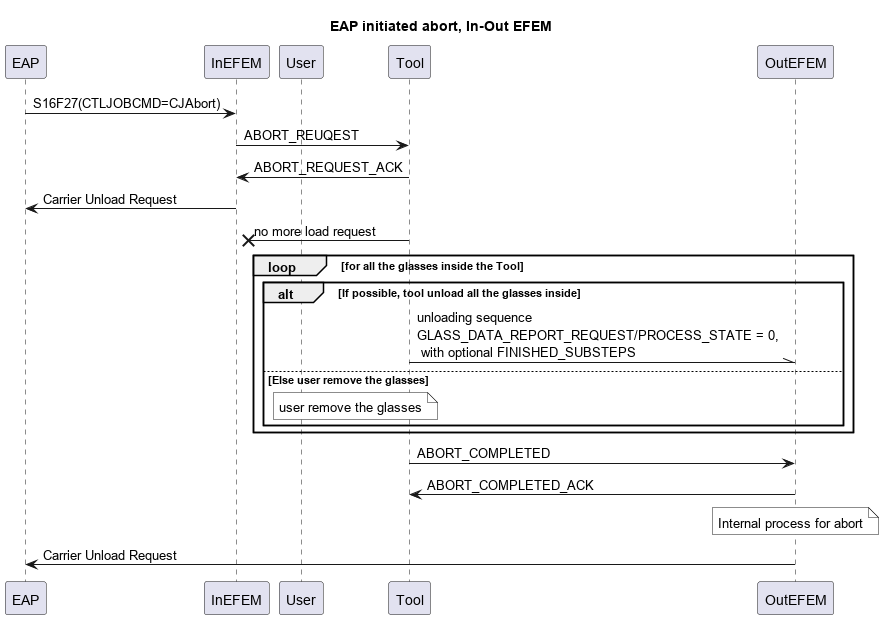 EAP initiated abort, In-Out EFEM
EAP InEFEM User Tool OutEFEM
S16F27(CTLJOBCMD=CJAbort)
ABORT_REUQEST
ABORT_REQUEST_ACK
Carrier Unload Request
no more load request
loop [for all the glasses inside the Tool]
alt [If possible, tool unload all the glasses inside]
unloading sequence
GLASS_DATA_REPORT_REQUEST/PROCESS_STATE = 0,
with optional FINISHED_SUBSTEPS
[Else user remove the glasses]
user remove the glasses
ABORT_COMPLETED
ABORT_COMPLETED_ACK
Internal process for abort
Carrier Unload Request
EAP InEFEM User Tool OutEFEM